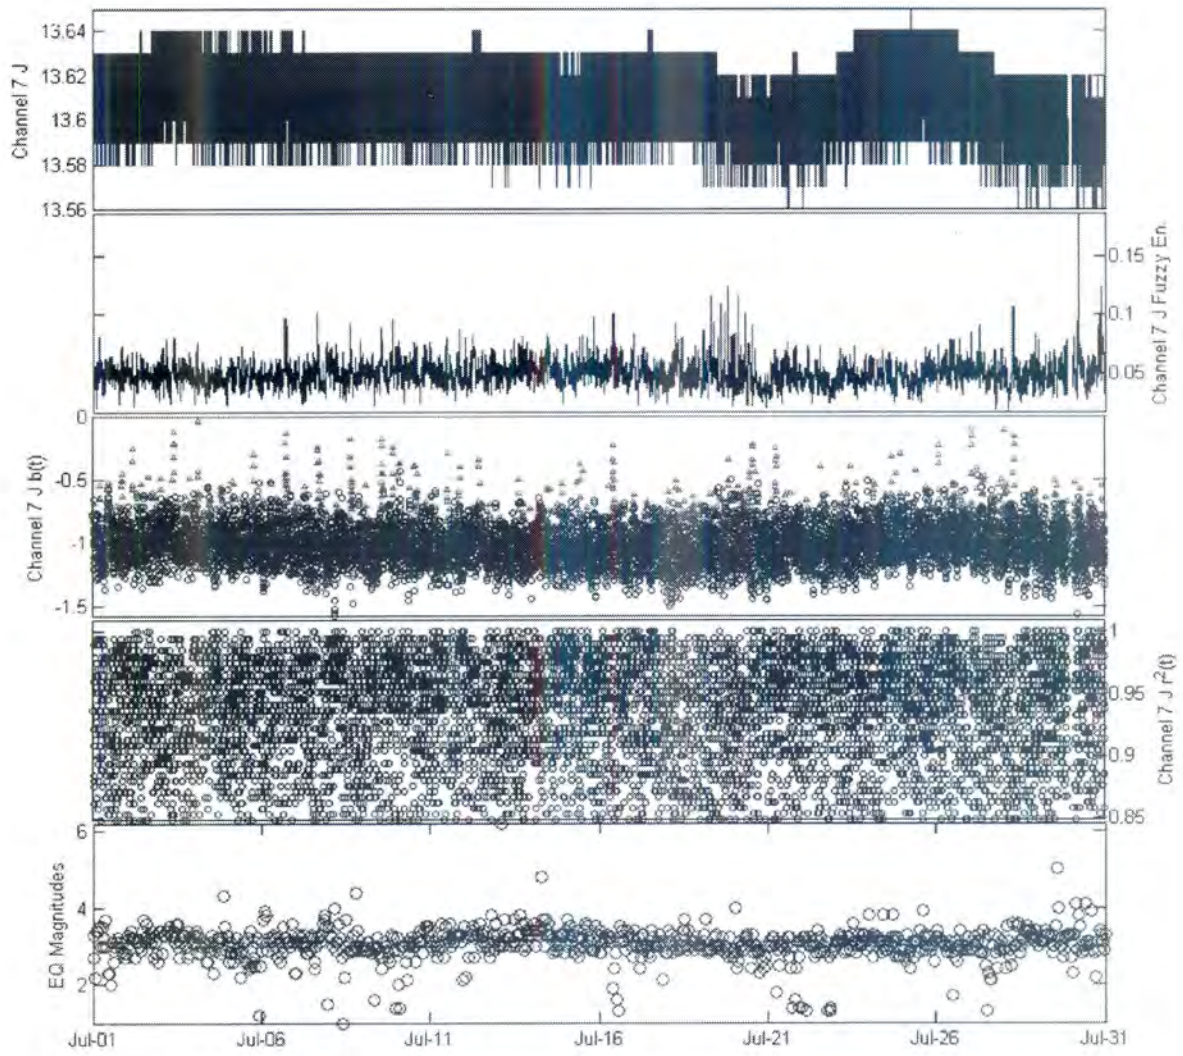 13.64
13.62
13.6
13.58
13.56
Channel 7 J
0.15
0.1
0.05
Channel 7 J Fuzzy En.
0
-0.5
-1
-1.5
Channel 7 J b(t)
1
0.95
0.9
0.85
Channel 7 J r²(t)
6
4
2
EQ Magnitudes
Jul-01
Jul-06
Jul-11
Jul-16
Jul-21
Jul-26
Jul-31